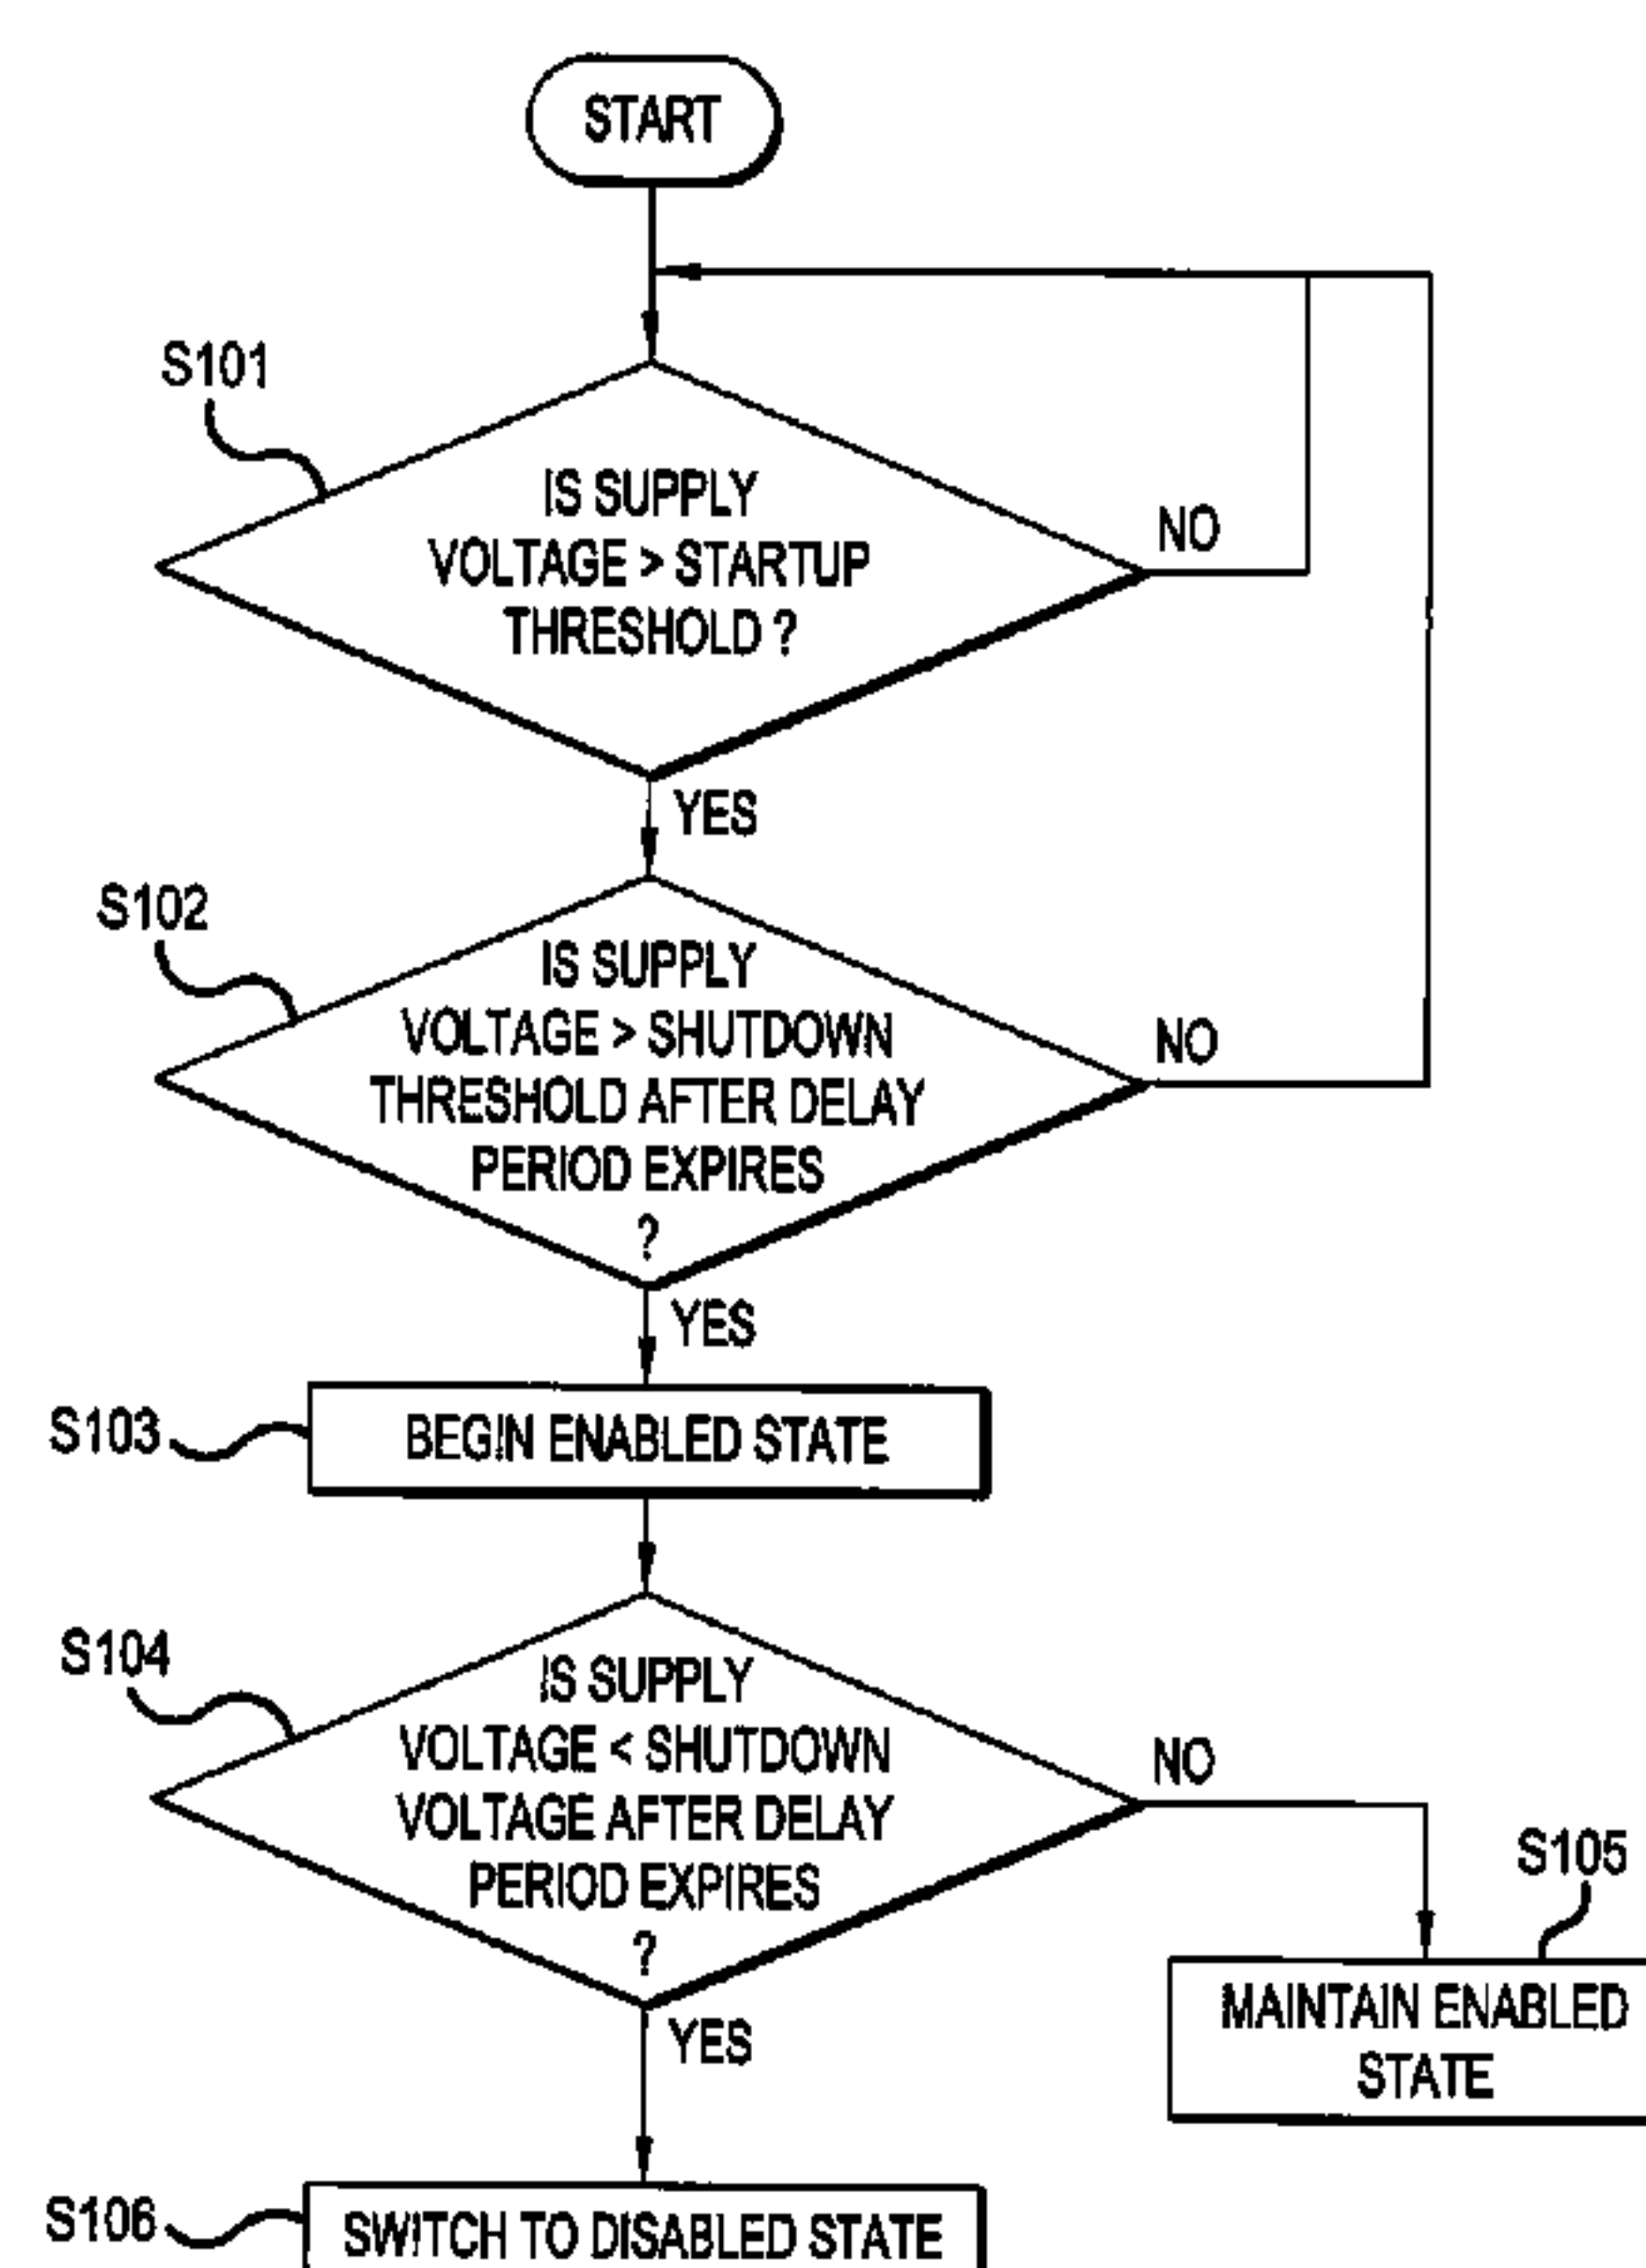 START
S101
IS SUPPLY
VOLTAGE > STARTUP
THRESHOLD ?
NO
YES
S102
IS SUPPLY
VOLTAGE > SHUTDOWN
THRESHOLD AFTER DELAY
PERIOD EXPIRES
?
NO
YES
S103
BEGIN ENABLED STATE
S104
IS SUPPLY
VOLTAGE < SHUTDOWN
VOLTAGE AFTER DELAY
PERIOD EXPIRES
?
NO
YES
S105
MAINTAIN ENABLED
STATE
S106
SWITCH TO DISABLED STATE